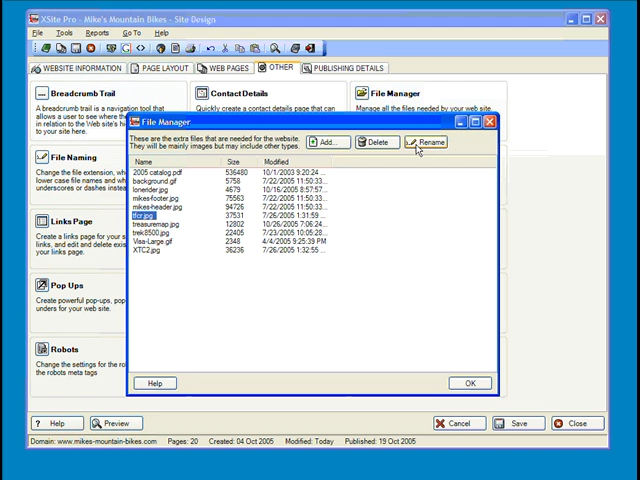 XSite Pro - Mike's Mountain Bikes - Site Design
File Tools Reports Go To Help
WEBSITE INFORMATION PAGE LAYOUT WEB PAGES OTHER PUBLISHING DETAILS
Breadcrumb Trail
A breadcrumb trail is a navigation tool that
allows a user to see where the
in relation to the Web site's hi
to your site.
Contact Details
Quickly create a contact details page that can
File Manager
Manage all the files needed by your web site.
File Naming
Change the file extension, whe
lower case file names and whe
underscores or dashes instead
Links Page
Create a powerful links page,
links, and edit and delete exis
your links page.
Pop Ups
Create powerful pop-ups, pop
unders for your web site.
Robots
Change the settings for the ro
the robots meta tags
File Manager
These are the extra files that are needed for the website.
They will be mainly images but may include other types.
Add...
Delete
Rename
Name Size Modified
2005 catalog.pdf 536480 10/1/2003 9:20:24 ...
background.gif 5758 7/22/2005 11:50:33...
lonerider.jpg 4679 10/16/2005 8:57:57...
mikes-footer.jpg 75563 7/22/2005 11:50:33...
mikes-header.jpg 94726 7/22/2005 11:50:33...
tfcr.jpg 37531 7/26/2005 1:31:59 ...
treasuremap.jpg 12802 10/26/2005 7:06:24...
trek8500.jpg 22405 7/23/2005 10:05:28...
Visa-Large.gif 2348 4/4/2005 9:25:39 PM
XTC2.jpg 36236 7/26/2005 1:32:55 ...
Help
OK
? Help
Preview
Cancel
Save
Close
Domain: www.mikes-mountain-bikes.com Pages: 20 Created: 04 Oct 2005 Modified: Today Published: 19 Oct 2005